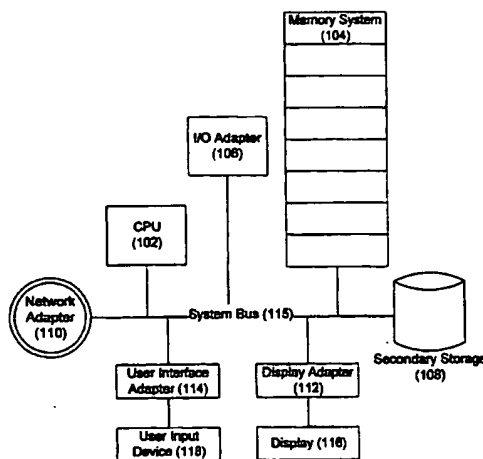 Memory System
(104)
I/O Adapter
(106)
CPU
(102)
Network
Adapter
(110)
System Bus (115)
Secondary Storage
(108)
User Interface
Adapter (114)
Display Adapter
(112)
User Input
Device (118)
Display (116)